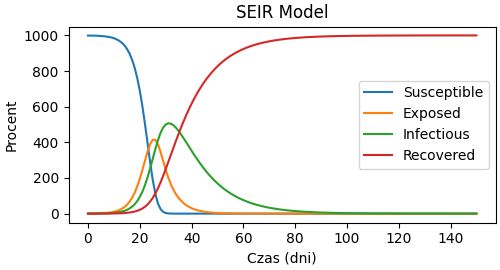 SEIR Model
Procent
1000
800
600
400
200
0
Susceptible
Exposed
Infectious
Recovered
0 20 40 60 80 100 120 140
Czas (dni)